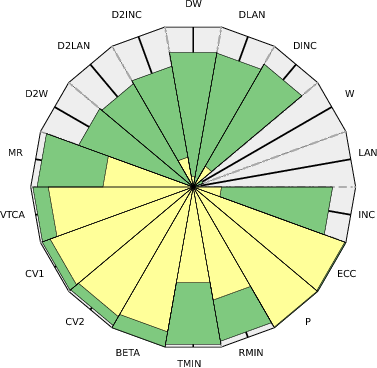 DW
D2INC
DLAN
D2LAN
DINC
D2W
W
MR
LAN
VTCA
INC
CV1
ECC
CV2
P
BETA
RMIN
TMIN